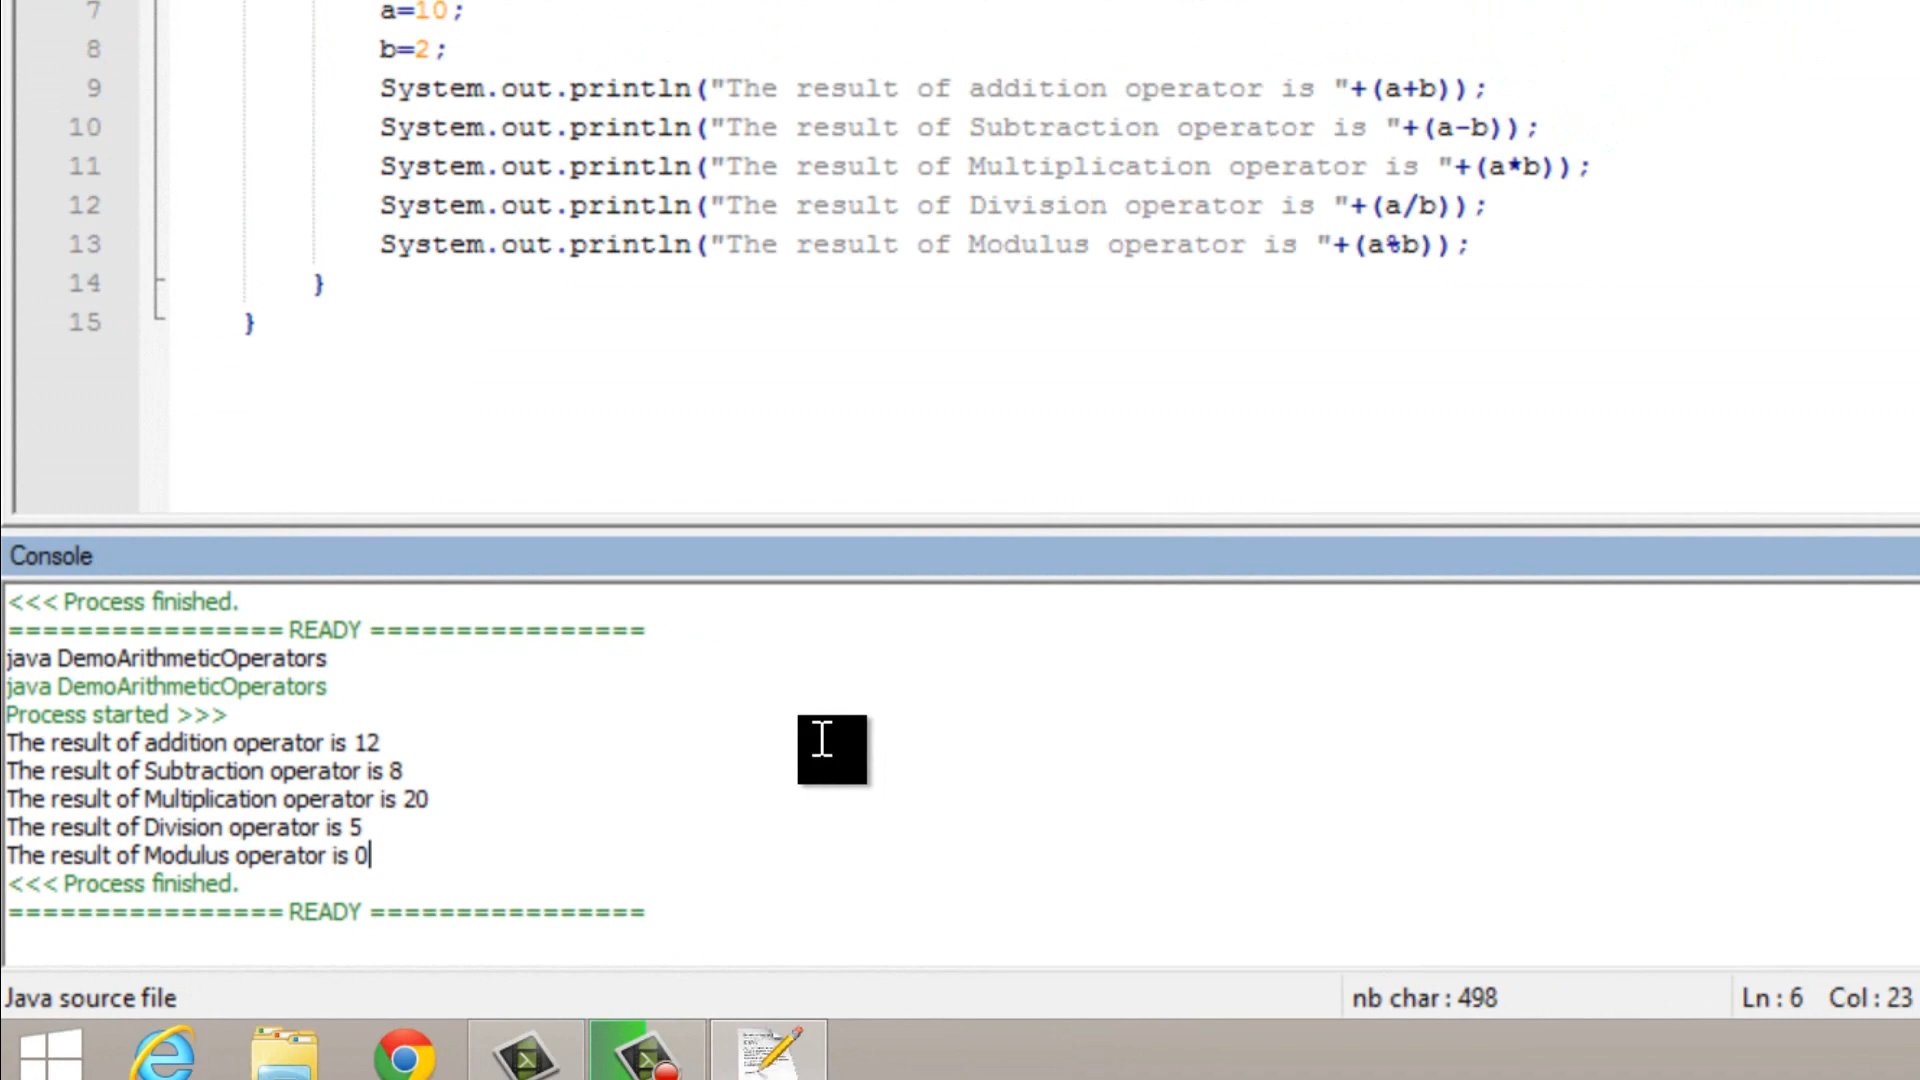 7 a=10;
8 b=2;
9 System.out.println("The result of addition operator is "+(a+b));
10 System.out.println("The result of Subtraction operator is "+(a-b));
11 System.out.println("The result of Multiplication operator is "+(a*b));
12 System.out.println("The result of Division operator is "+(a/b));
13 System.out.println("The result of Modulus operator is "+(a%b));
14 }
15 }
Console
<<< Process finished.
================ READY ================
java DemoArithmeticOperators
java DemoArithmeticOperators
Process started >>>
The result of addition operator is 12
The result of Subtraction operator is 8
The result of Multiplication operator is 20
The result of Division operator is 5
The result of Modulus operator is 0
<<< Process finished.
================ READY ================
Java source file nb char : 498 Ln : 6 Col : 23